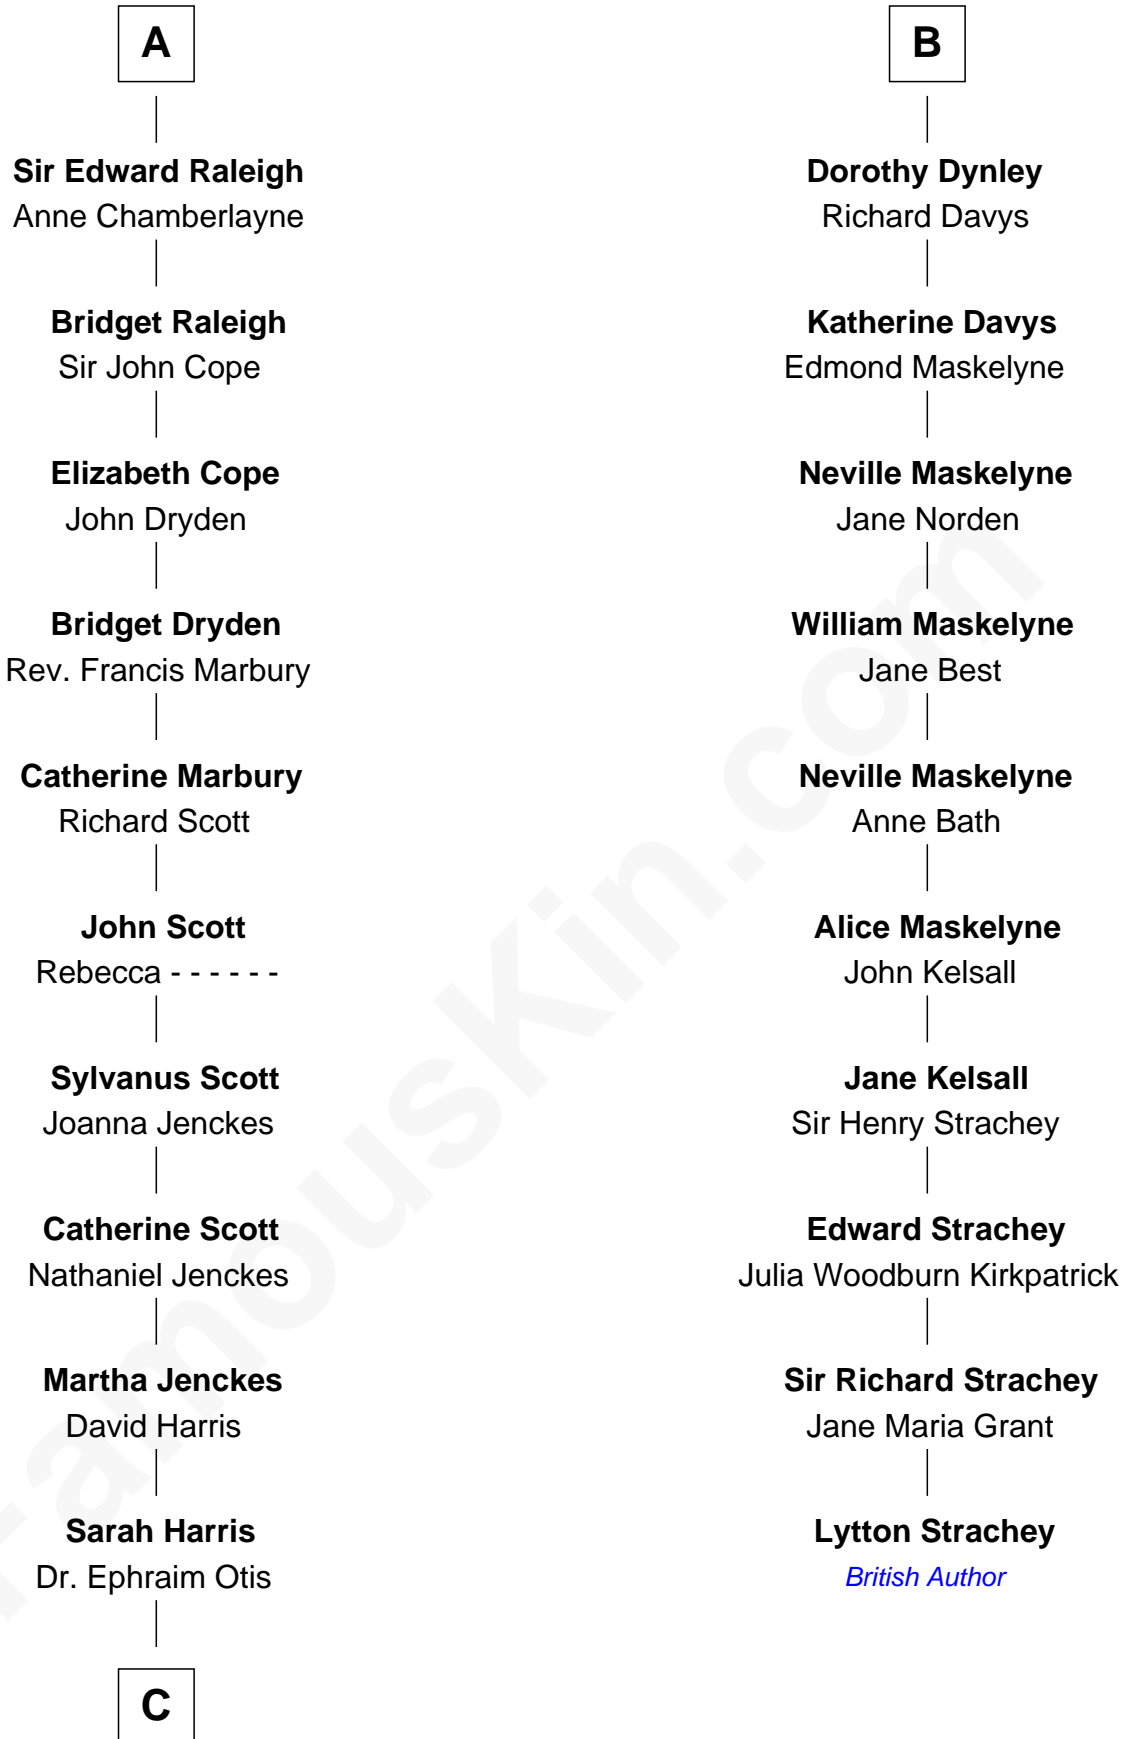 A
Sir Edward Raleigh
Anne Chamberlayne
Bridget Raleigh
Sir John Cope
Elizabeth Cope
John Dryden
Bridget Dryden
Rev. Francis Marbury
Catherine Marbury
Richard Scott
John Scott
Rebecca - - - - - -
Sylvanus Scott
Joanna Jenckes
Catherine Scott
Nathaniel Jenckes
Martha Jenckes
David Harris
Sarah Harris
Dr. Ephraim Otis
C
B
Dorothy Dynley
Richard Davys
Katherine Davys
Edmond Maskelyne
Neville Maskelyne
Jane Norden
William Maskelyne
Jane Best
Neville Maskelyne
Anne Bath
Alice Maskelyne
John Kelsall
Jane Kelsall
Sir Henry Strachey
Edward Strachey
Julia Woodburn Kirkpatrick
Sir Richard Strachey
Jane Maria Grant
Lytton Strachey
British Author
FamousKin.com